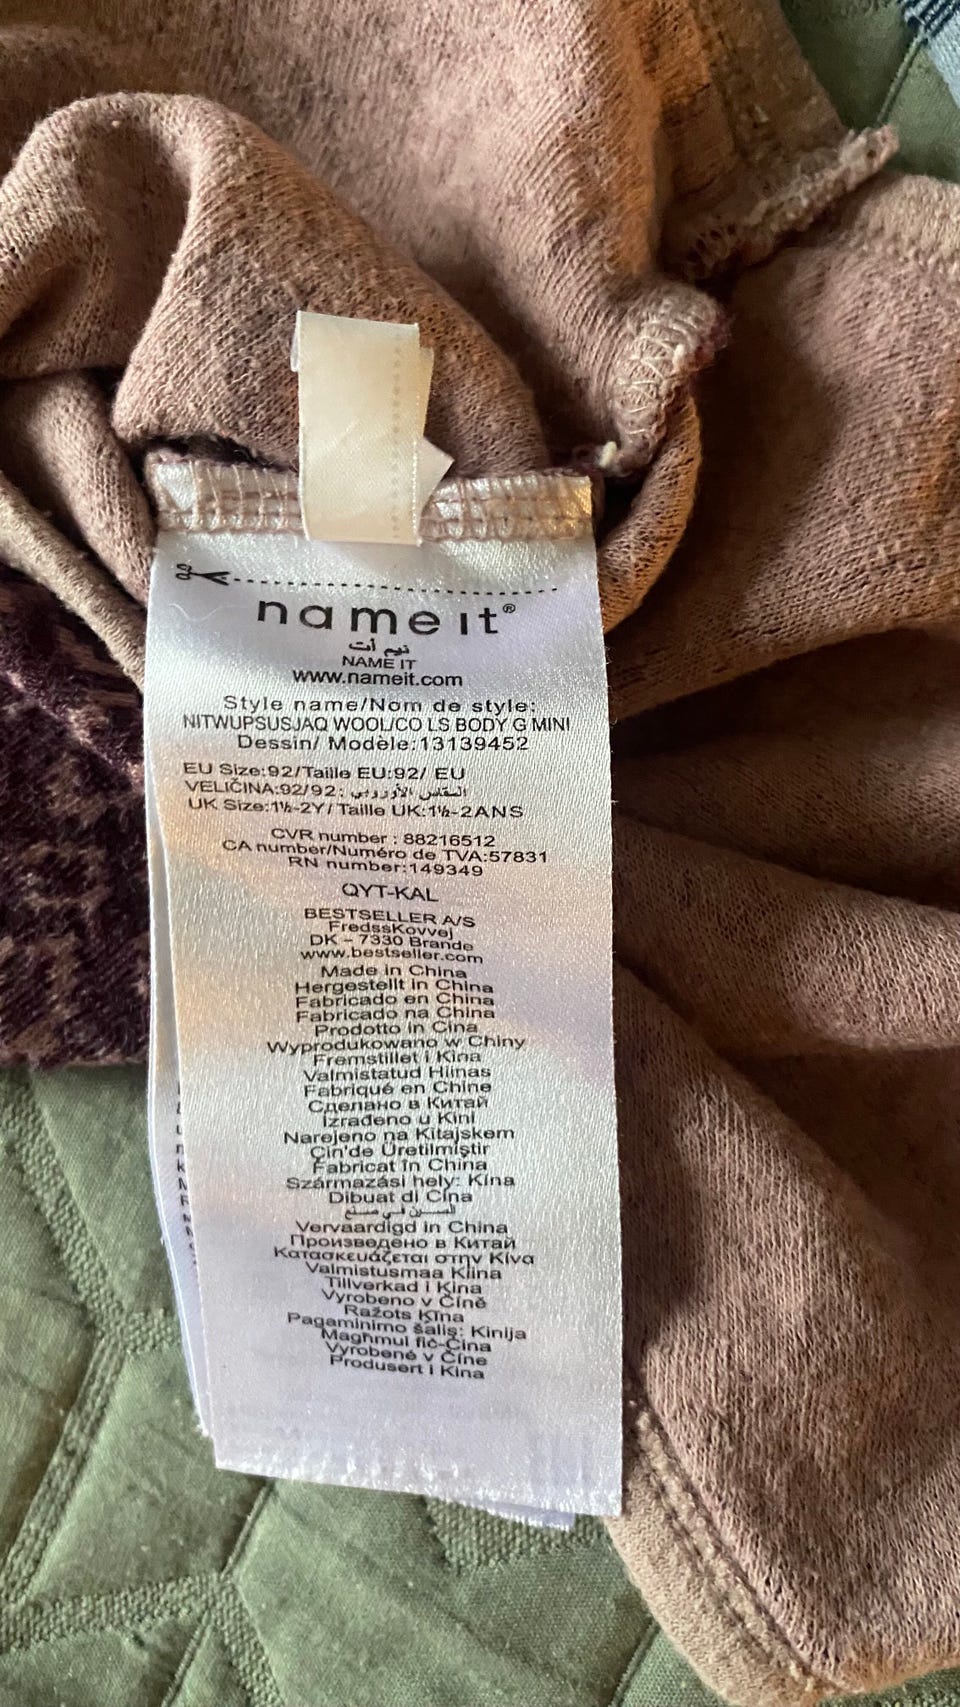 name it®
نيم أت
NAME IT
www.nameit.com
Style name/Nom de style:
NITWUPSUSJAQ WOOL/CO LS BODY G MINI
Dessin/ Modèle:13139452
EU Size:92/Taille EU:92/ EU
VELIČINA:92/92: المقاس الأوروبي
UK Size:1½-2Y/ Taille UK:1½-2ANS
CVR number : 88216512
CA number/Numéro de TVA:57831
RN number:149349
QYT-KAL
BESTSELLER A/S
FredssKovvej
DK – 7330 Brande
www.bestseller.com
Made in China
Hergestellt in China
Fabricado en China
Fabricado na China
Prodotto in Cina
Wyprodukowano w Chiny
Fremstillet i Kina
Valmistatud Hiinas
Fabriqué en Chine
Сделано в Китай
Izrađeno u Kini
Narejeno na Kitajskem
Çin'de Üretilmiştir
Fabricat în China
Származási hely: Kína
Dibuat di Cina
Vervaardigd in China
Произведено в Китай
Κατασκευάζεται στην Κίνα
Valmistusmaa Kiina
Tillverkad i Kina
Vyrobeno v Číně
Ražots Ķīna
Pagaminimo šalis: Kinija
Magħmul fiċ-Ċina
Vyrobené v Číne
Produsert i Kina